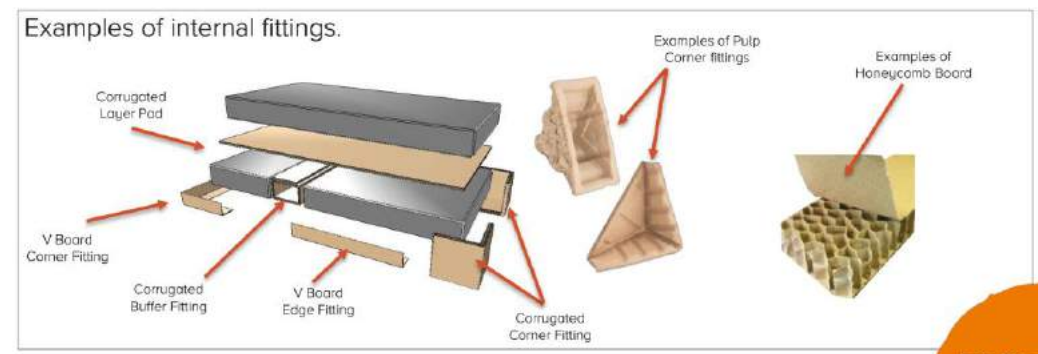 Examples of internal fittings.
Examples of Pulp
Corner fittings
Examples of
Honeycomb Board
Corrugated
Layer Pad
V Board
Corner Fitting
Corrugated
Buffer Fitting
V Board
Edge Fitting
Corrugated
Corner Fitting